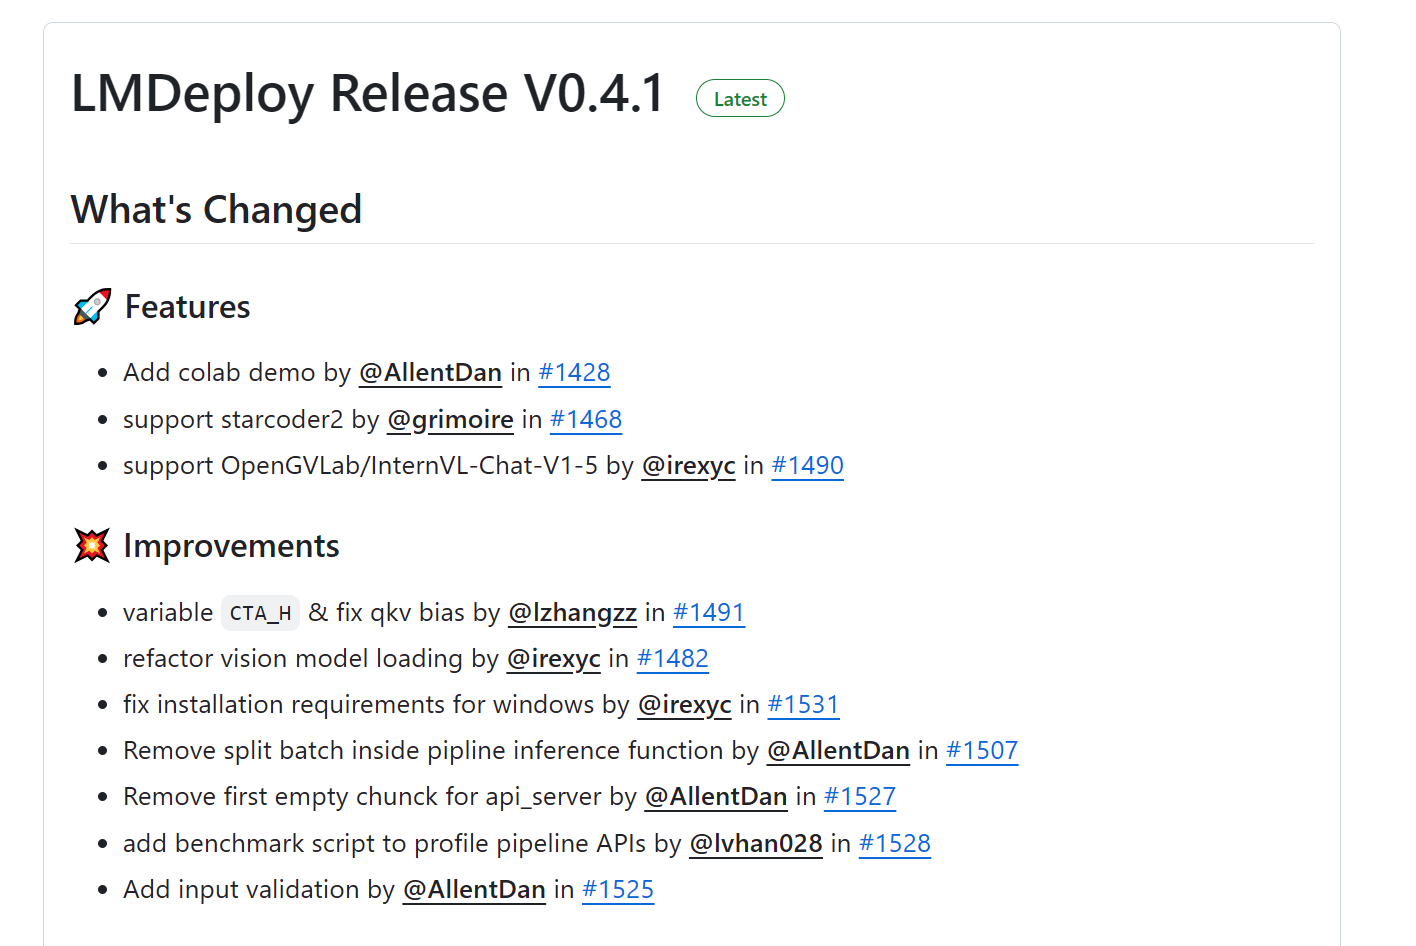 LMDeploy Release V0.4.1 Latest
What's Changed
🚀 Features
• Add colab demo by @AllentDan in #1428
• support starcoder2 by @grimoire in #1468
• support OpenGVLab/InternVL-Chat-V1-5 by @irexyc in #1490
💥 Improvements
• variable CTA_H & fix qkv bias by @lzhangzz in #1491
• refactor vision model loading by @irexyc in #1482
• fix installation requirements for windows by @irexyc in #1531
• Remove split batch inside pipline inference function by @AllentDan in #1507
• Remove first empty chunck for api_server by @AllentDan in #1527
• add benchmark script to profile pipeline APIs by @lvhan028 in #1528
• Add input validation by @AllentDan in #1525